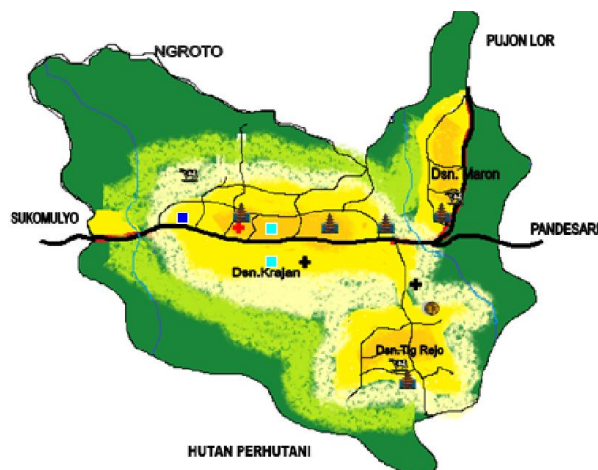 PUJON LOR
NGROTO
Dsn. Maron
SUKOMULYO
PANDESARI
Dsn.Krajan
Dsn.Tlg Rejo
HUTAN PERHUTANI